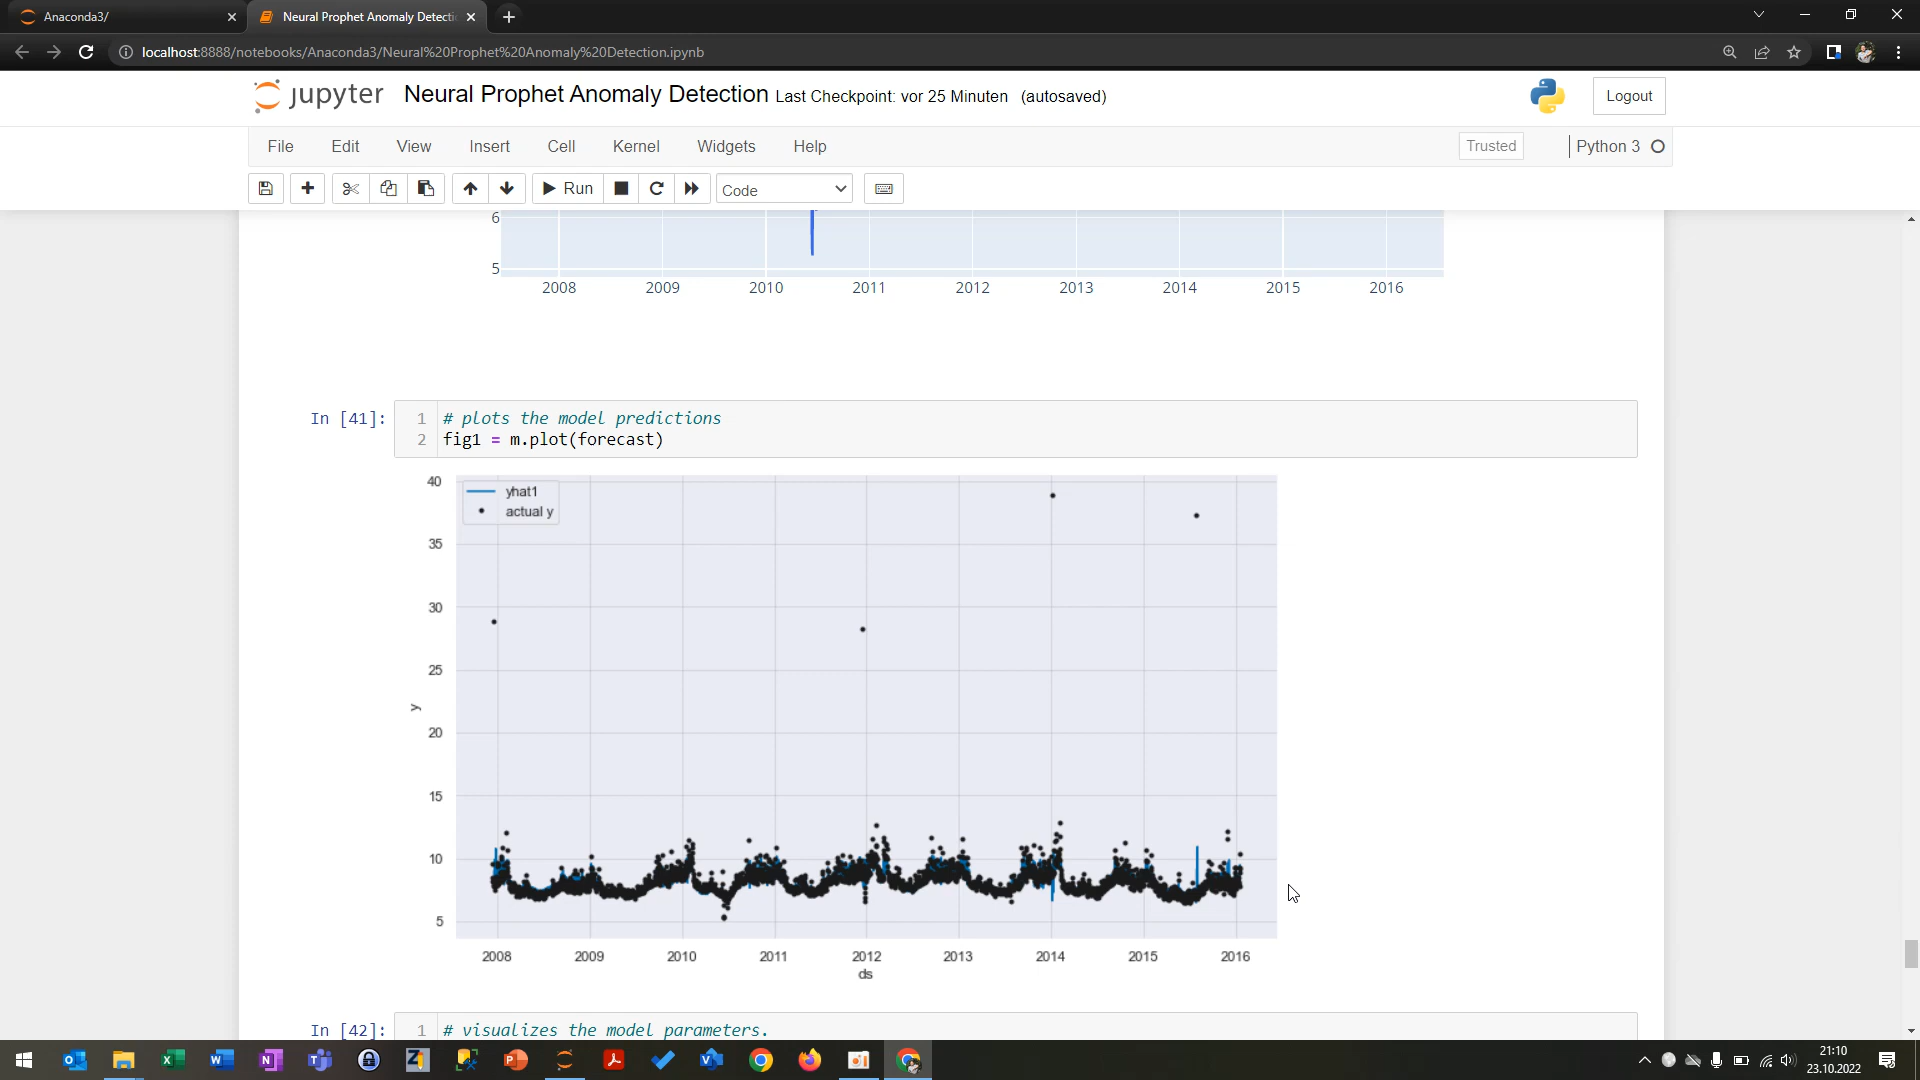 Anaconda3/
Neural Prophet Anomaly Detecti
localhost:8888/notebooks/Anaconda3/Neural%20Prophet%20Anomaly%20Detection.ipynb
jupyter Neural Prophet Anomaly Detection Last Checkpoint: vor 25 Minuten (autosaved)
Logout
File Edit View Insert Cell Kernel Widgets Help
Trusted
Python 3
Run
Code
6
5
2008 2009 2010 2011 2012 2013 2014 2015 2016
In [41]:
1 # plots the model predictions
2 fig1 = m.plot(forecast)
yhat1
actual y
40
35
30
25
y
20
15
10
5
2008 2009 2010 2011 2012 2013 2014 2015 2016
ds
In [42]:
1 # visualizes the model parameters.
21:10
23.10.2022